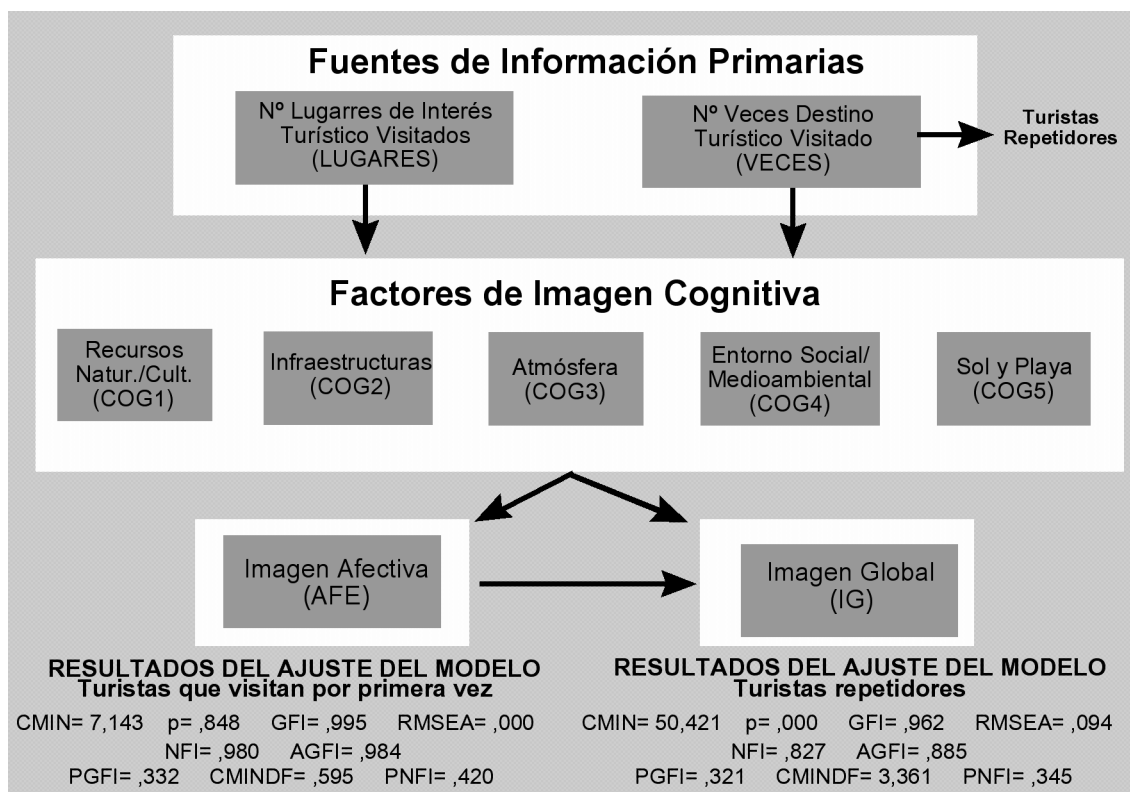 Fuentes de Información Primarias
Nº Lugarres de Interés
Turístico Visitados
(LUGARES)
Nº Veces Destino
Turístico Visitado
(VECES)
Turistas
Repetidores
Factores de Imagen Cognitiva
Recursos
Natur./Cult.
(COG1)
Infraestructuras
(COG2)
Atmósfera
(COG3)
Entorno Social/
Medioambiental
(COG4)
Sol y Playa
(COG5)
Imagen Afectiva
(AFE)
Imagen Global
(IG)
RESULTADOS DEL AJUSTE DEL MODELO
Turistas que visitan por primera vez
CMIN= 7,143 p= ,848 GFI= ,995 RMSEA= ,000
NFI= ,980 AGFI= ,984
PGFI= ,332 CMINDF= ,595 PNFI= ,420
RESULTADOS DEL AJUSTE DEL MODELO
Turistas repetidores
CMIN= 50,421 p= ,000 GFI= ,962 RMSEA= ,094
NFI= ,827 AGFI= ,885
PGFI= ,321 CMINDF= 3,361 PNFI= ,345